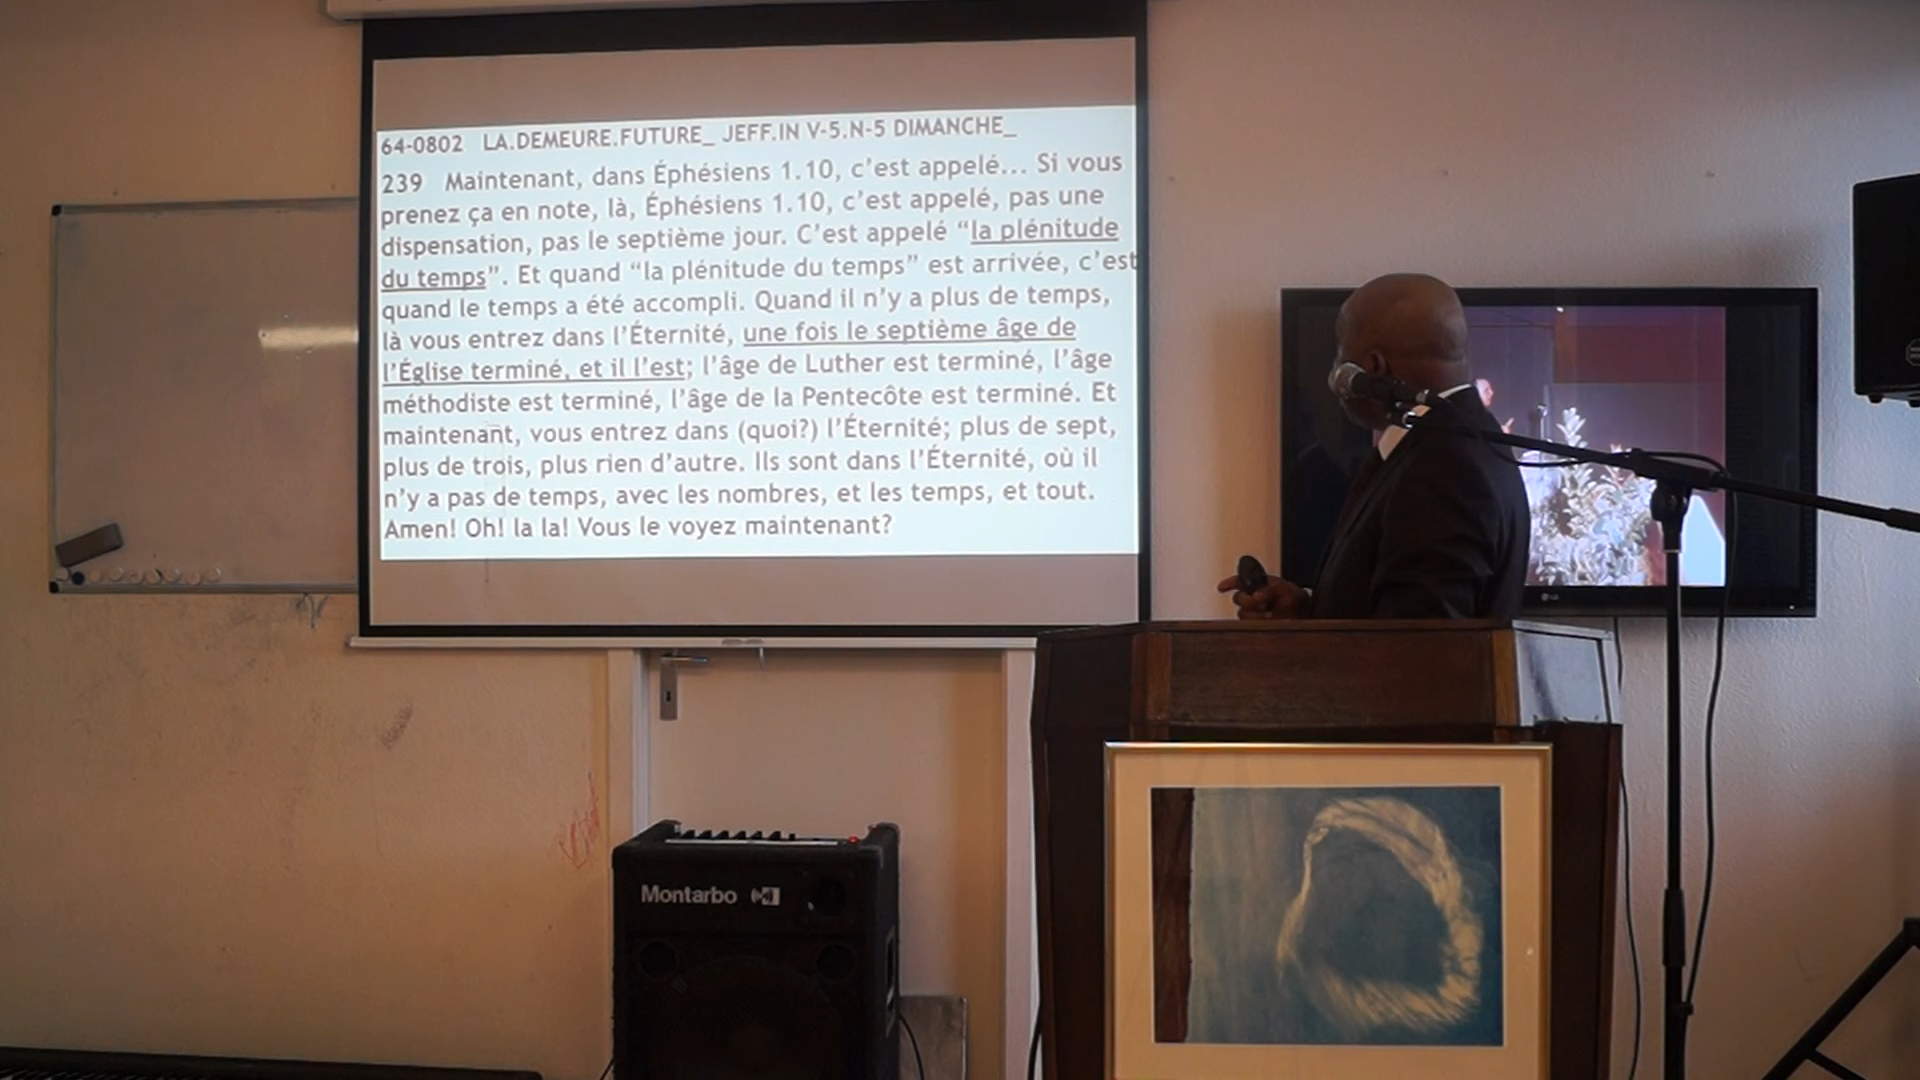 64-0802 LA.DEMEURE.FUTURE_ JEFF.IN V-5.N-5 DIMANCHE_
239 Maintenant, dans Éphésiens 1.10, c’est appelé... Si vous
prenez ça en note, là, Éphésiens 1.10, c’est appelé, pas une
dispensation, pas le septième jour. C’est appelé “la plénitude
du temps”. Et quand “la plénitude du temps” est arrivée, c’est
quand le temps a été accompli. Quand il n’y a plus de temps,
là vous entrez dans l’Éternité, une fois le septième âge de
l’Église terminé, et il l’est; l’âge de Luther est terminé, l’âge
méthodiste est terminé, l’âge de la Pentecôte est terminé. Et
maintenant, vous entrez dans (quoi?) l’Éternité; plus de sept,
plus de trois, plus rien d’autre. Ils sont dans l’Éternité, où il
n’y a pas de temps, avec les nombres, et les temps, et tout.
Amen! Oh! la la! Vous le voyez maintenant?
LG
Montarbo